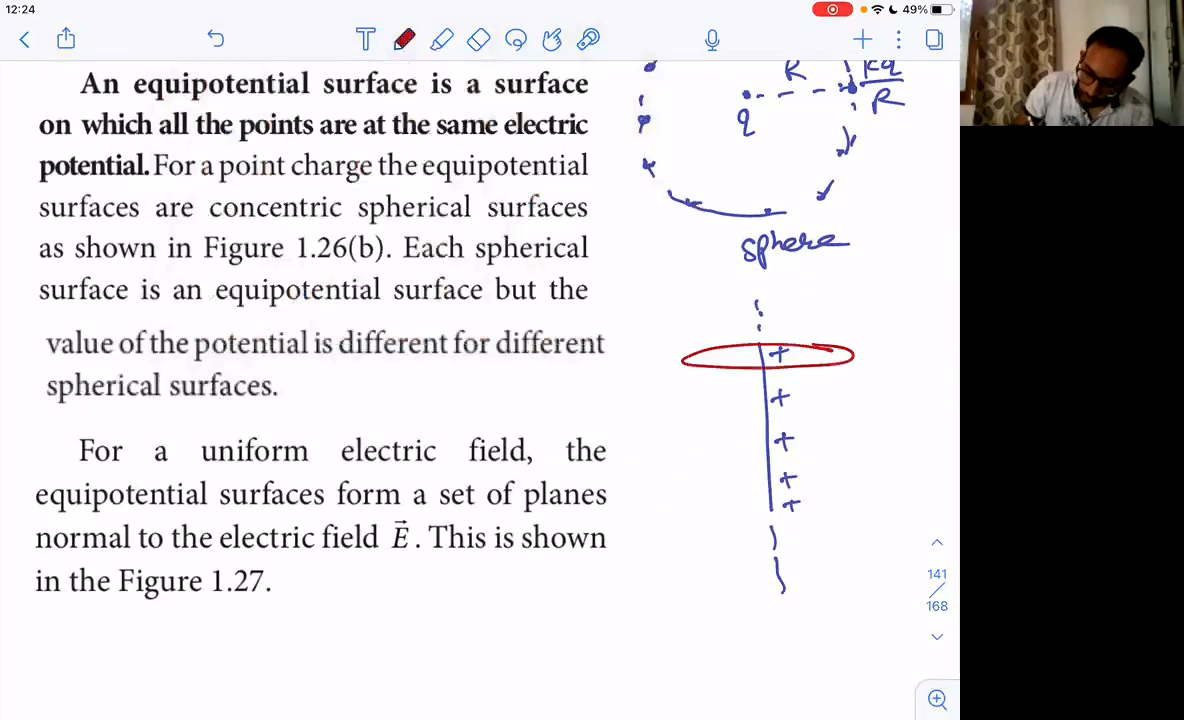 12:24
49%
T
An equipotential surface is a surface
on which all the points are at the same electric
potential. For a point charge the equipotential
surfaces are concentric spherical surfaces
as shown in Figure 1.26(b). Each spherical
surface is an equipotential surface but the
value of the potential is different for different
spherical surfaces.
For a uniform electric field, the
equipotential surfaces form a set of planes
normal to the electric field E⃗. This is shown
in the Figure 1.27.
R
kq
R
q
sphere
+
+
+
+
+
141
168